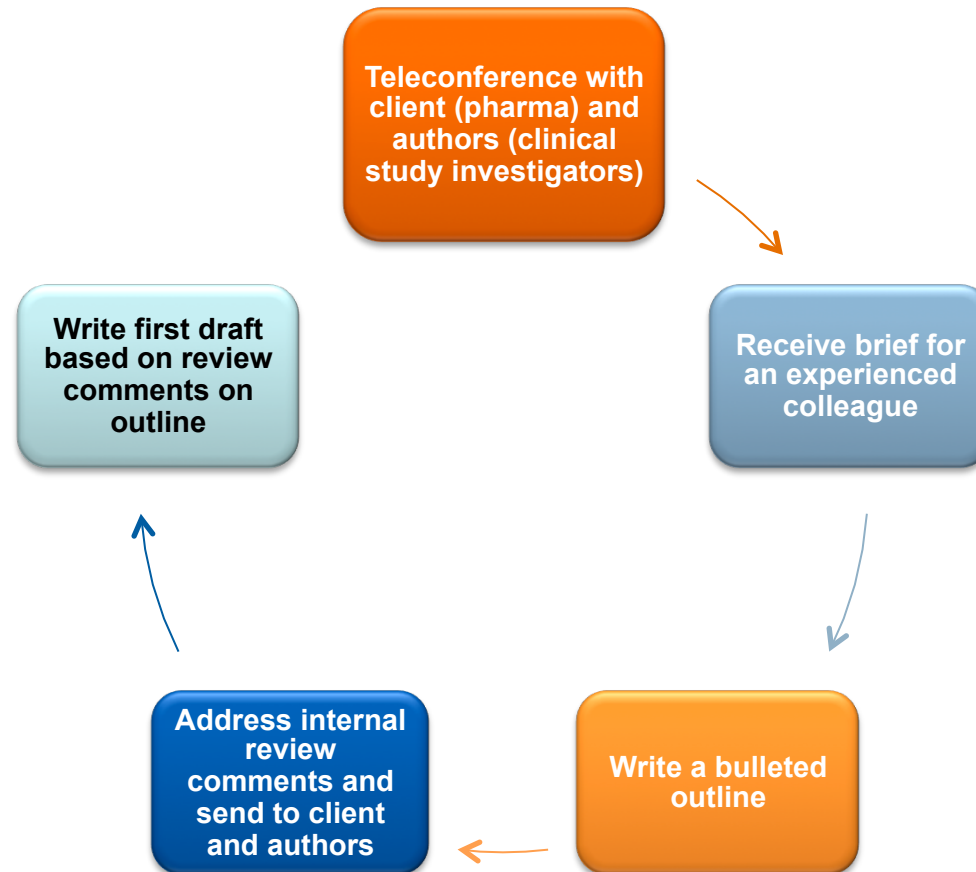 Teleconference with
client (pharma) and
authors (clinical
study investigators)
Receive brief for
an experienced
colleague
Write a bulleted
outline
Address internal
review
comments and
send to client
and authors
Write first draft
based on review
comments on
outline